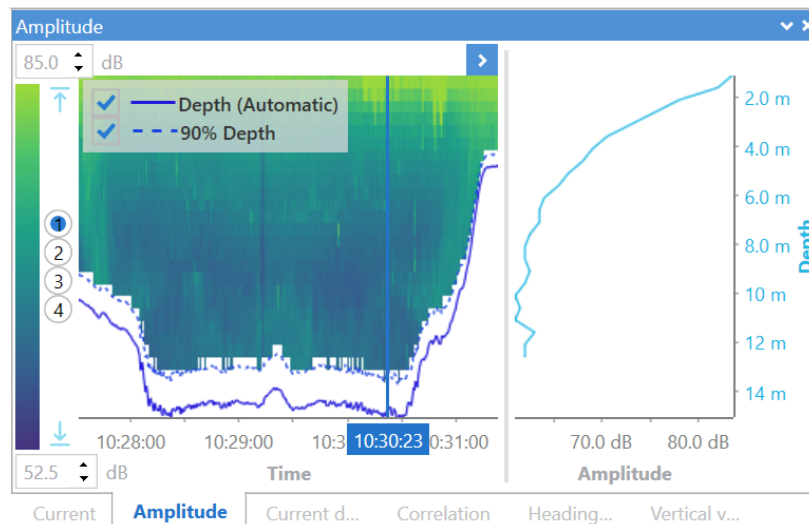 Amplitude
85.0 dB
Depth (Automatic)
90% Depth
1
2
3
4
2.0 m
4.0 m
6.0 m
8.0 m
10 m
12 m
14 m
Depth
10:28:00 10:29:00 10:3 10:30:23 0:31:00
70.0 dB 80.0 dB
52.5 dB
Time
Amplitude
Current Amplitude Current d... Correlation Heading... Vertical v...